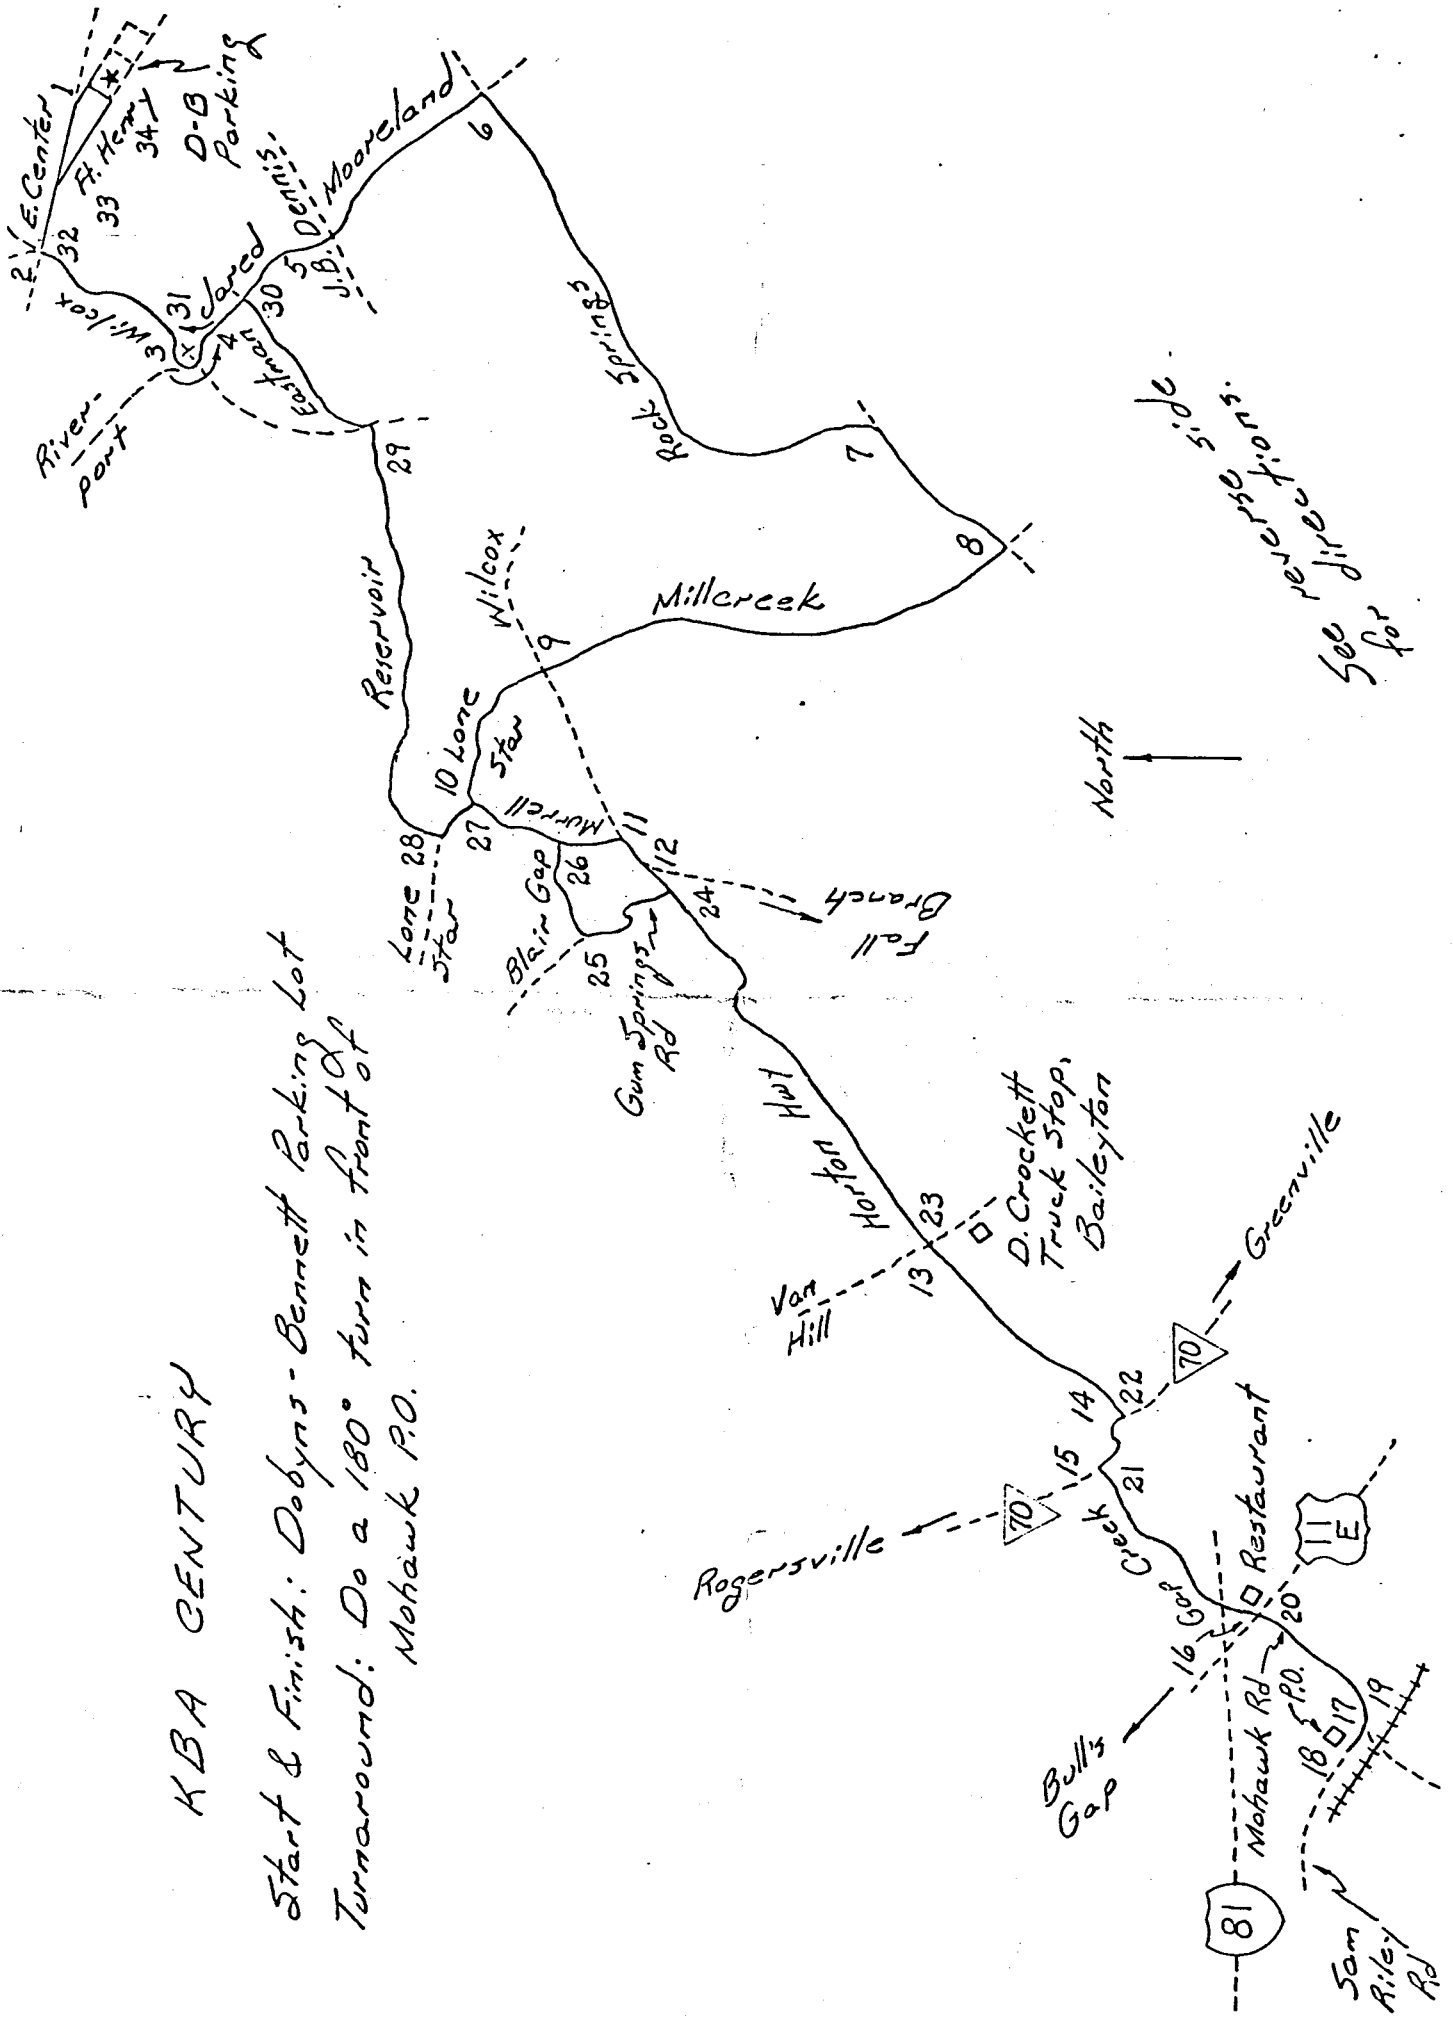 KBA CENTURY
Start & Finish: Dobyns-Bennett Parking Lot
Turnaround: Do a 180° turn in front of
Mohawk P.O.
River-
port
2
E. Center
1
32
Ft. Henry
33
34
D-B
Parking
Wilcox
3
x
31
Jared
4
30
5
J.B. Dennis
Mooreland
6
Eastman
29
Reservoir
Rock Springs
7
8
Millcreek
Wilcox
9
10 Lone
Star
Lone
Star
28
27
Murrell
11
12
Blair Gap
26
25
Gum Springs
Rd
24
Fall
Branch
Horton Hwy
Van
Hill
13
23
D. Crockett
Truck Stop,
Baileyton
14
22
70
Greenville
15
21
70
Rogersville
Gap Creek
16
Bull's
Gap
Restaurant
11
E
20
Mohawk Rd
P.O.
17
18
19
81
Sam
Riley
Rd
North
See reverse side
for directions.